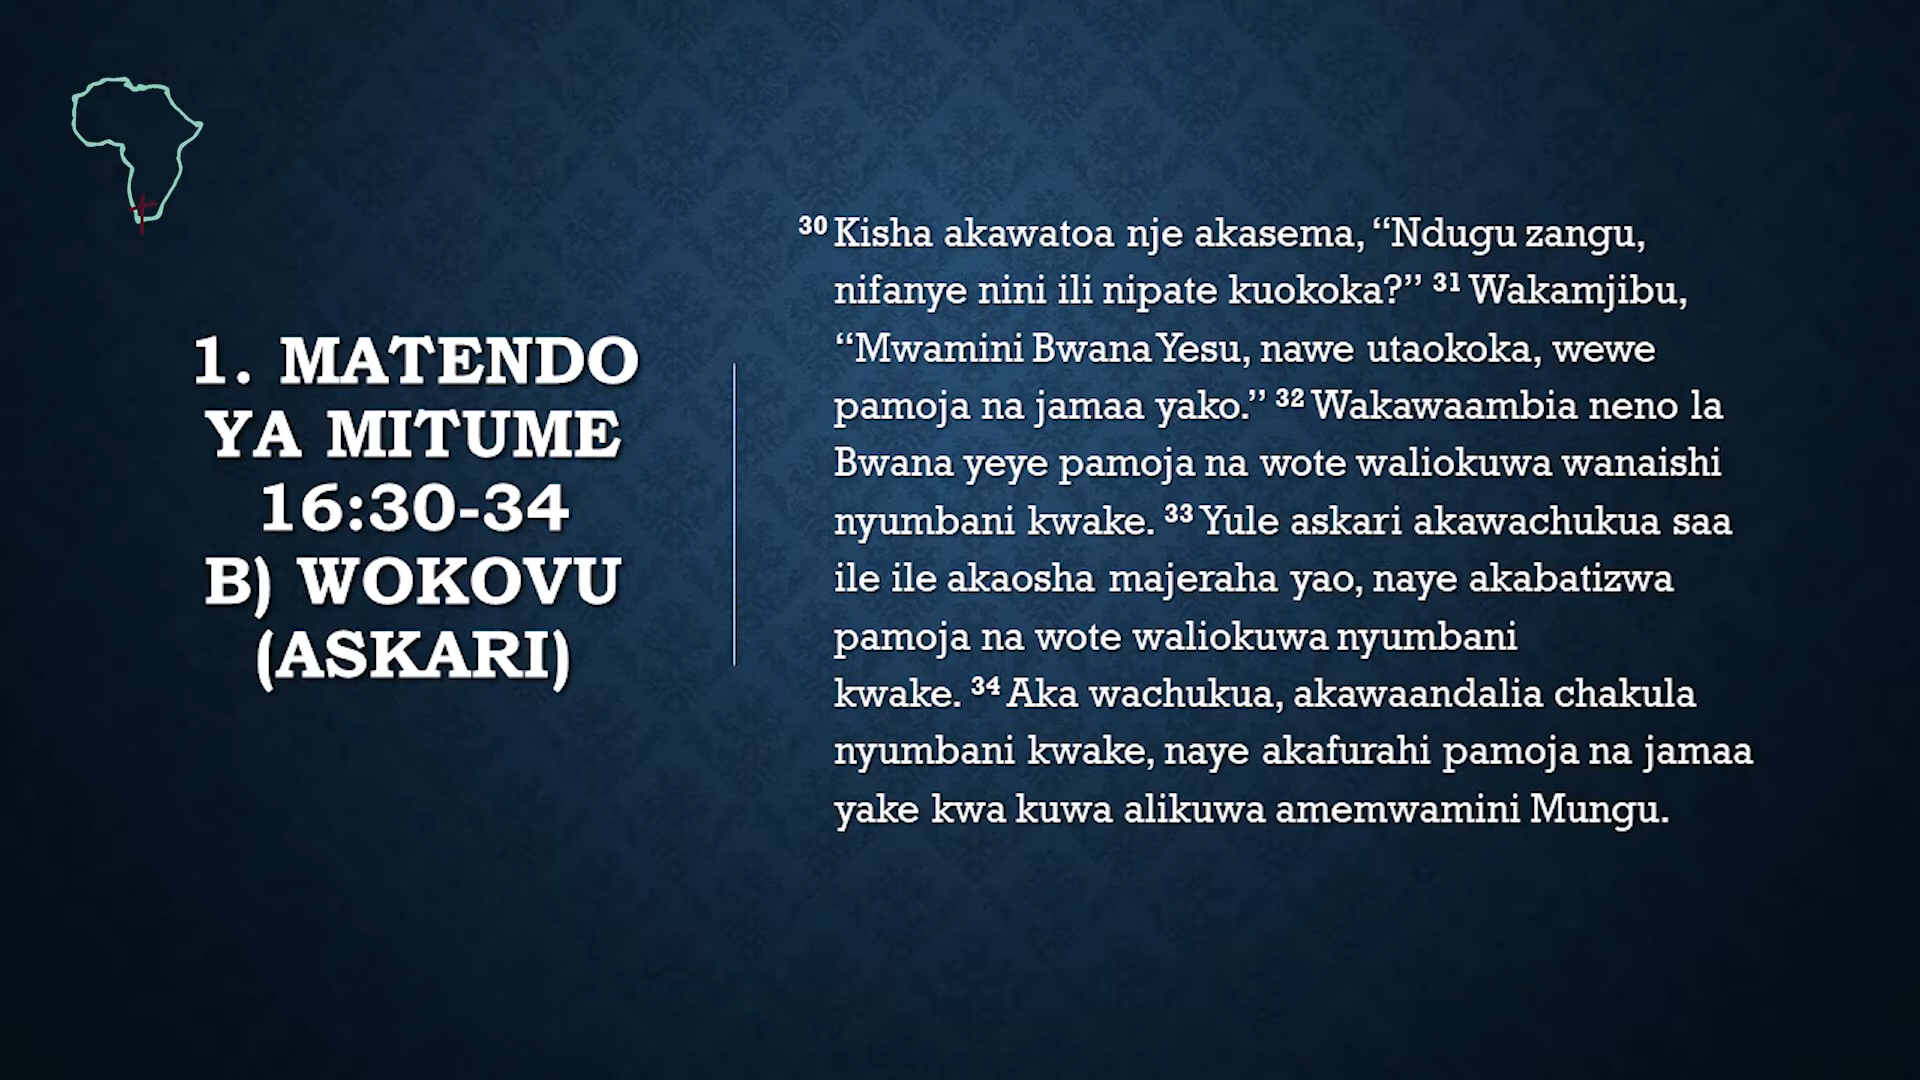 1. MATENDO
YA MITUME
16:30-34
B) WOKOVU
(ASKARI)
30 Kisha akawatoa nje akasema, “Ndugu zangu,
nifanye nini ili nipate kuokoka?” 31 Wakamjibu,
“Mwamini Bwana Yesu, nawe utaokoka, wewe
pamoja na jamaa yako.” 32 Wakawaambia neno la
Bwana yeye pamoja na wote waliokuwa wanaishi
nyumbani kwake. 33 Yule askari akawachukua saa
ile ile akaosha majeraha yao, naye akabatizwa
pamoja na wote waliokuwa nyumbani
kwake. 34 Aka wachukua, akawaandalia chakula
nyumbani kwake, naye akafurahi pamoja na jamaa
yake kwa kuwa alikuwa amemwamini Mungu.